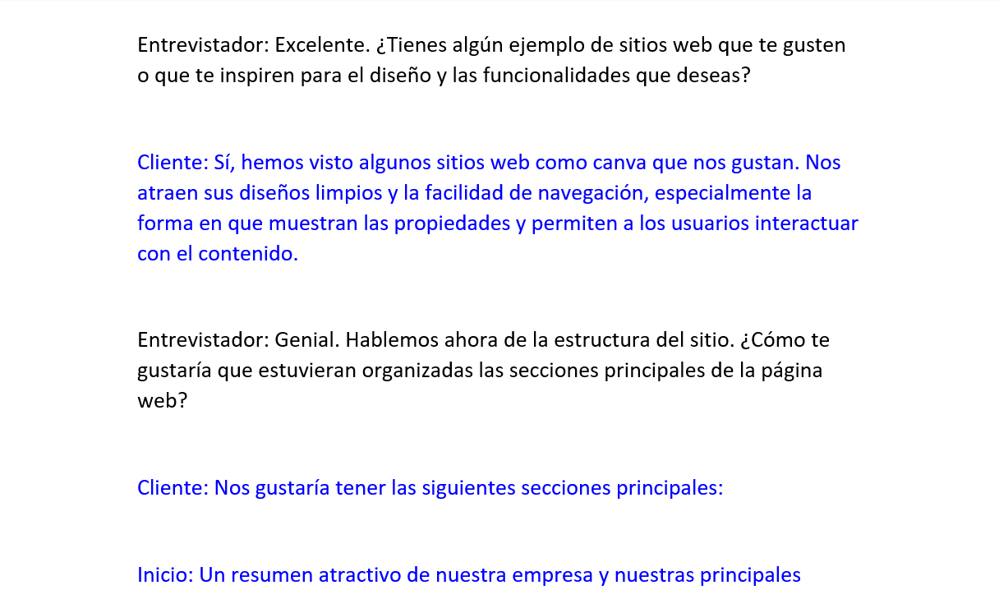 Entrevistador: Excelente. ¿Tienes algún ejemplo de sitios web que te gusten
o que te inspiren para el diseño y las funcionalidades que deseas?
Cliente: Sí, hemos visto algunos sitios web como canva que nos gustan. Nos
atraen sus diseños limpios y la facilidad de navegación, especialmente la
forma en que muestran las propiedades y permiten a los usuarios interactuar
con el contenido.
Entrevistador: Genial. Hablemos ahora de la estructura del sitio. ¿Cómo te
gustaría que estuvieran organizadas las secciones principales de la página
web?
Cliente: Nos gustaría tener las siguientes secciones principales:
Inicio: Un resumen atractivo de nuestra empresa y nuestras principales